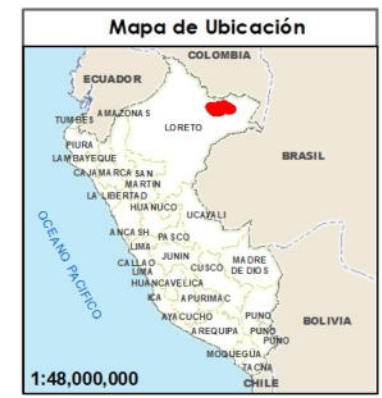 Mapa de Ubicación
COLOMBIA
ECUADOR
TUMBES
AMAZONAS
LORETO
PIURA
LAMBAYEQUE
BRASIL
CAJAMARCA
SAN
MARTIN
LA LIBERTAD
HUANUCO
UCAYALI
ANCASH
PASCO
LIMA
JUNIN
CALLAO
LIMA
CUSCO
MADRE
DE DIOS
HUANCAVELICA
ICA
APURIMAC
AYACUCHO
PUNO
AREQUIPA
PUNO
PUNO
BOLIVIA
MOQUEGUA
TACNA
CHILE
OCEANO PACIFICO
1:48,000,000